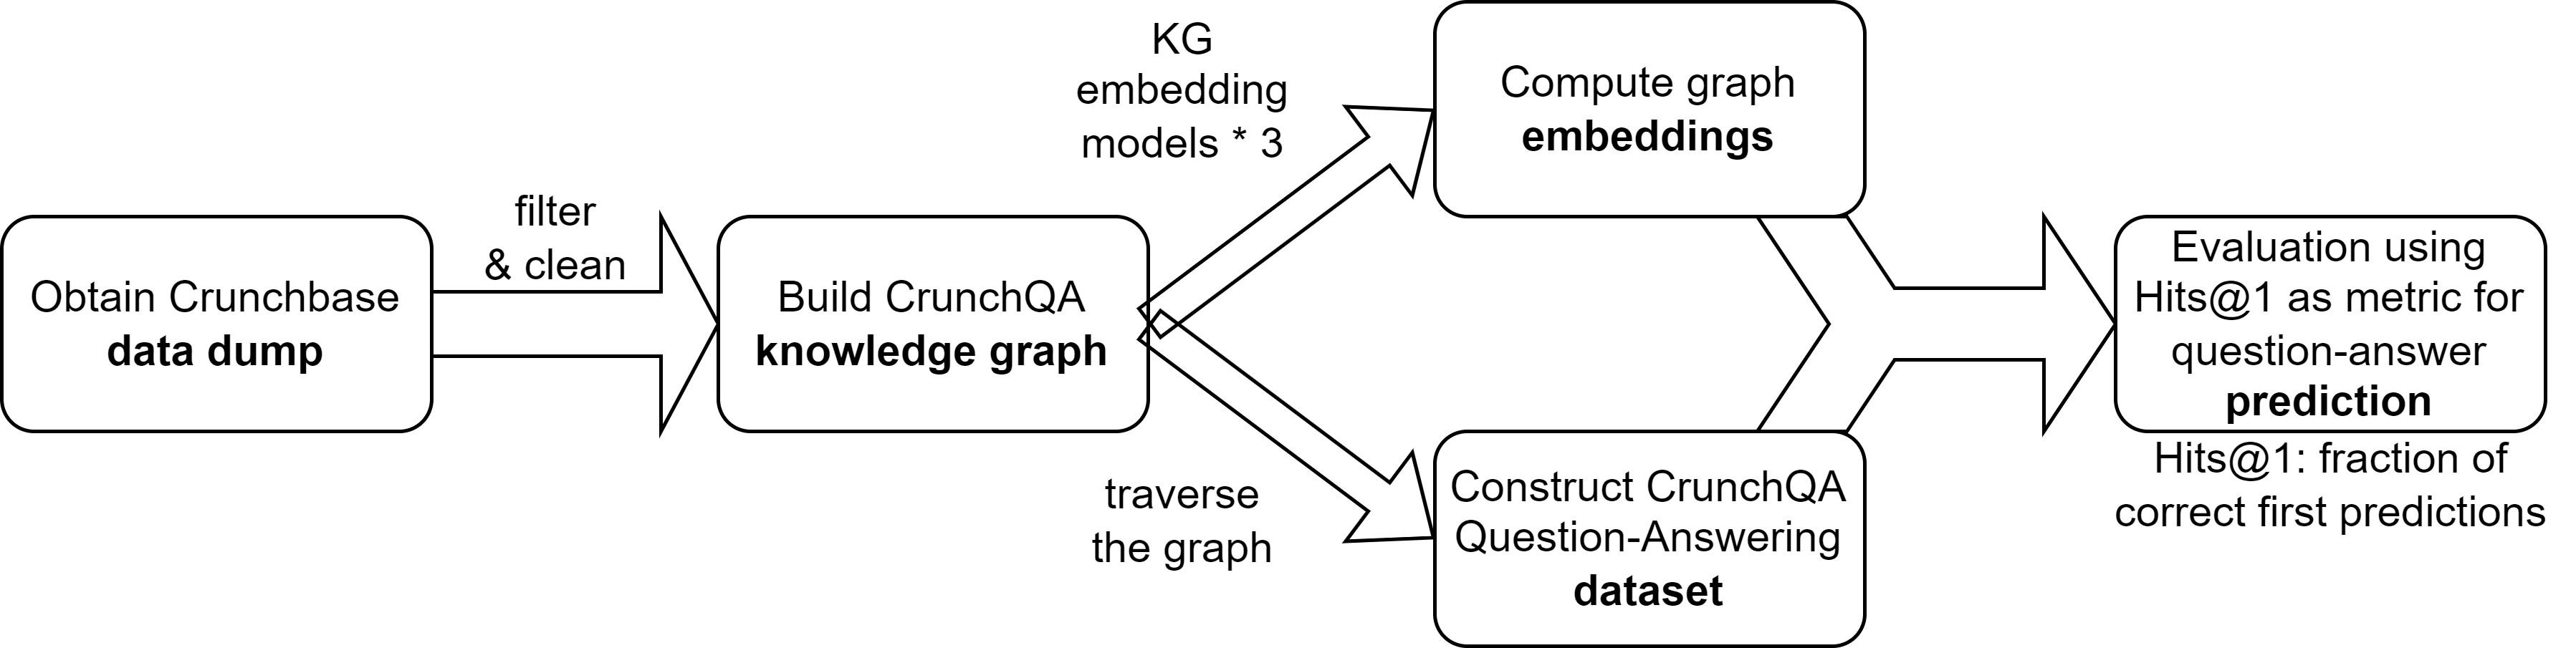 Obtain Crunchbase
data dump
filter
& clean
Build CrunchQA
knowledge graph
KG
embedding
models * 3
traverse
the graph
Compute graph
embeddings
Construct CrunchQA
Question-Answering
dataset
Evaluation using
Hits@1 as metric for
question-answer
prediction
Hits@1: fraction of
correct first predictions